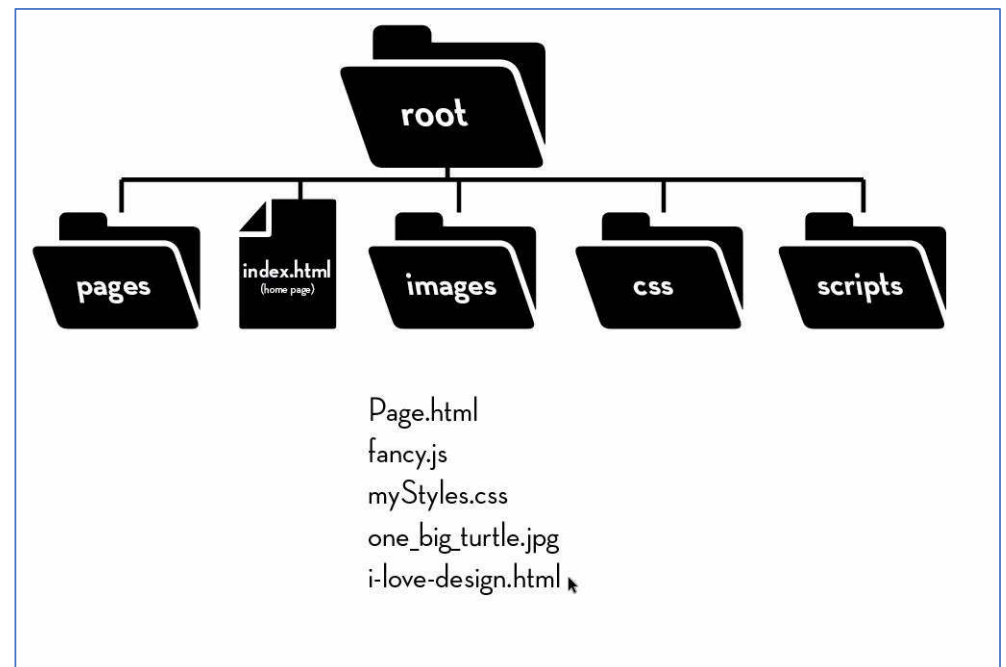 root
pages
index.html
(home page)
images
css
scripts
Page.html
fancy.js
myStyles.css
one_big_turtle.jpg
i-love-design.html